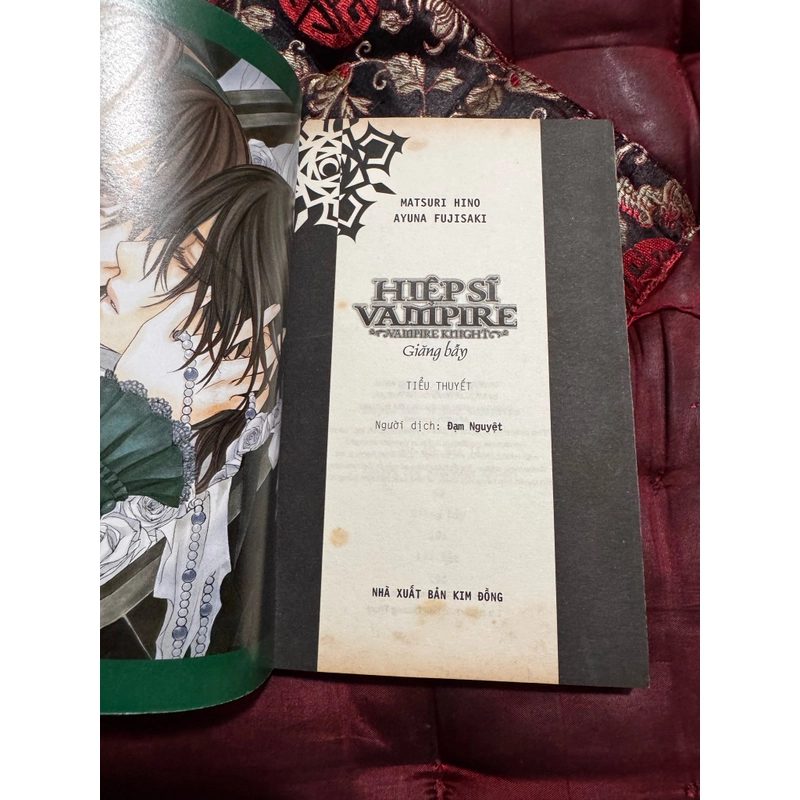 MATSURI HINO
AYUNA FUJISAKI
HIỆP SĨ
VAMPIRE
VAMPIRE KNIGHT
Giăng bẫy
TIỂU THUYẾT
Người dịch: Đạm Nguyệt
NHÀ XUẤT BẢN KIM ĐỒNG